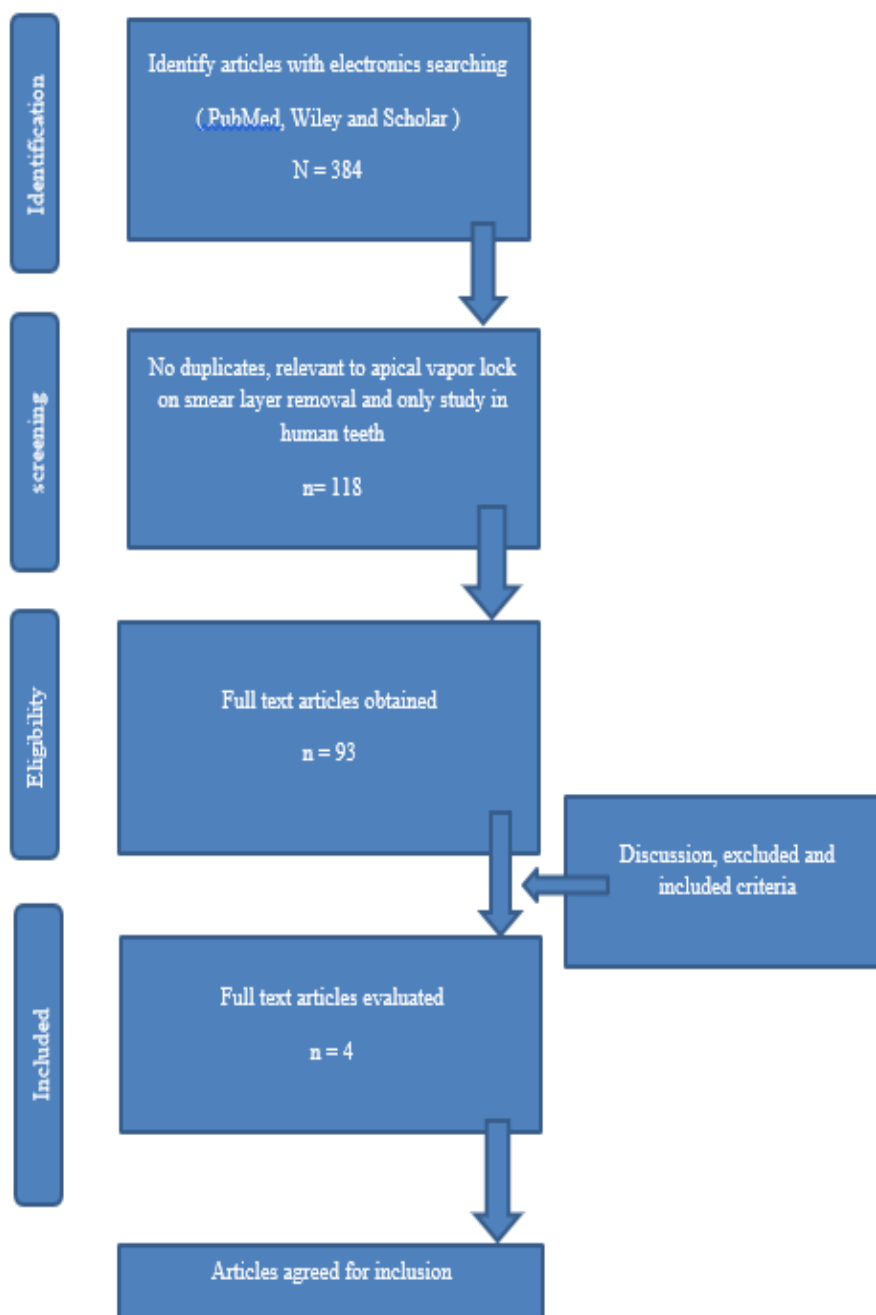 Identification
Identify articles with electronics searching
( PubMed, Wiley and Scholar )
N = 384
screening
No duplicates, relevant to apical vapor lock
on smear layer removal and only study in
human teeth
n= 118
Eligibility
Full text articles obtained
n = 93
Discussion, excluded and
included criteria
Included
Full text articles evaluated
n = 4
Articles agreed for inclusion